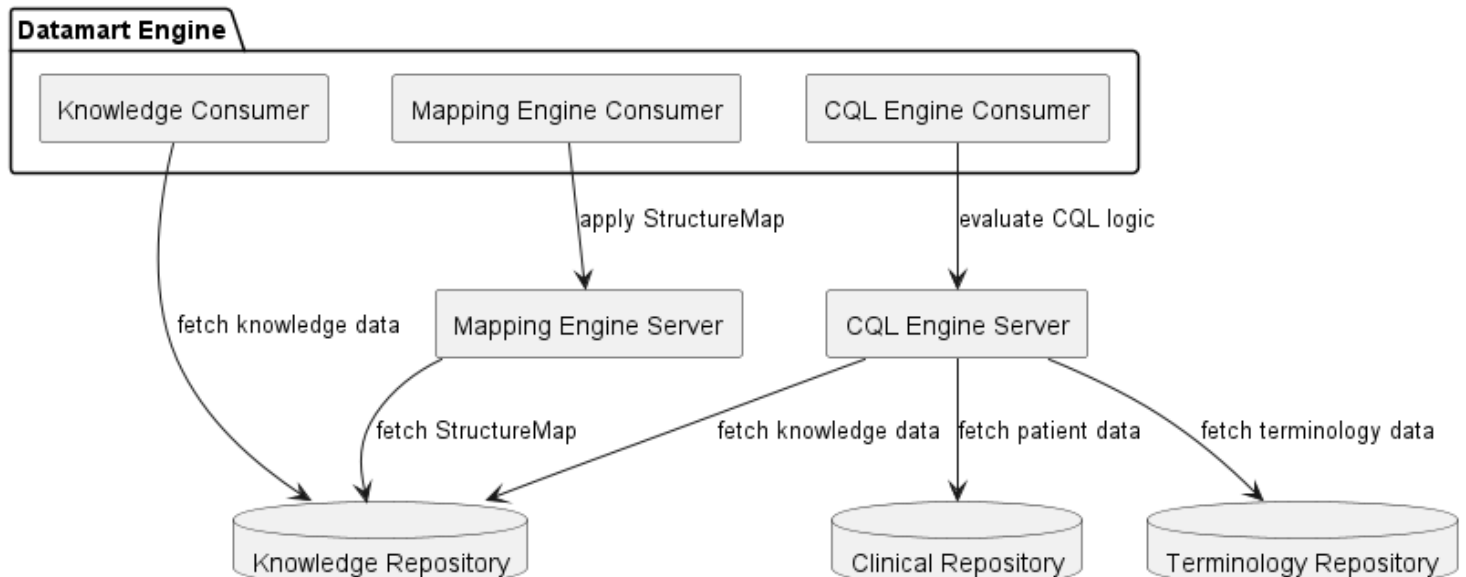 Datamart Engine
Knowledge Consumer
Mapping Engine Consumer
CQL Engine Consumer
apply StructureMap
evaluate CQL logic
fetch knowledge data
Mapping Engine Server
CQL Engine Server
fetch StructureMap
fetch knowledge data
fetch patient data
fetch terminology data
Knowledge Repository
Clinical Repository
Terminology Repository